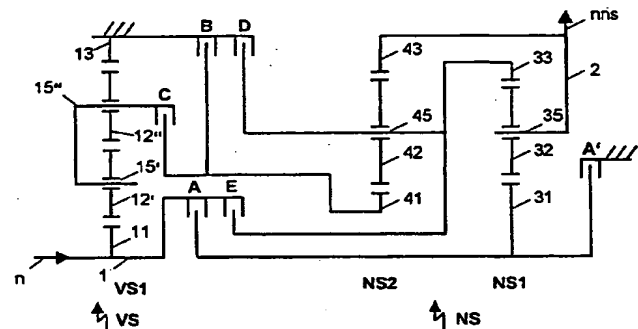 B D 43 nns
13 33 2
15" C 45 35 A'
12" 42 32
15' A E 41 31
12'
11
n 1 VS1 NS2 NS1
VS NS